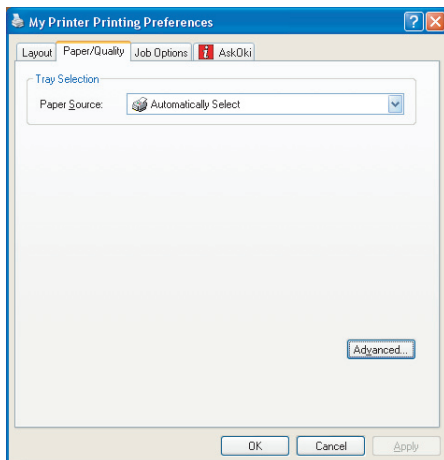 My Printer Printing Preferences
Layout Paper/Quality Job Options i AskOki
Tray Selection
Paper Source: Automatically Select
Advanced...
OK Cancel Apply